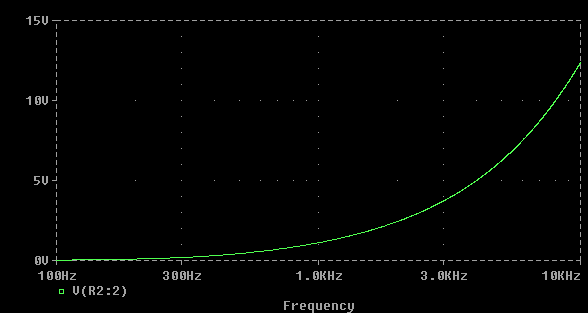 15V
10V
5V
0V
100Hz 300Hz 1.0KHz 3.0KHz 10KHz
V(R2:2)
Frequency